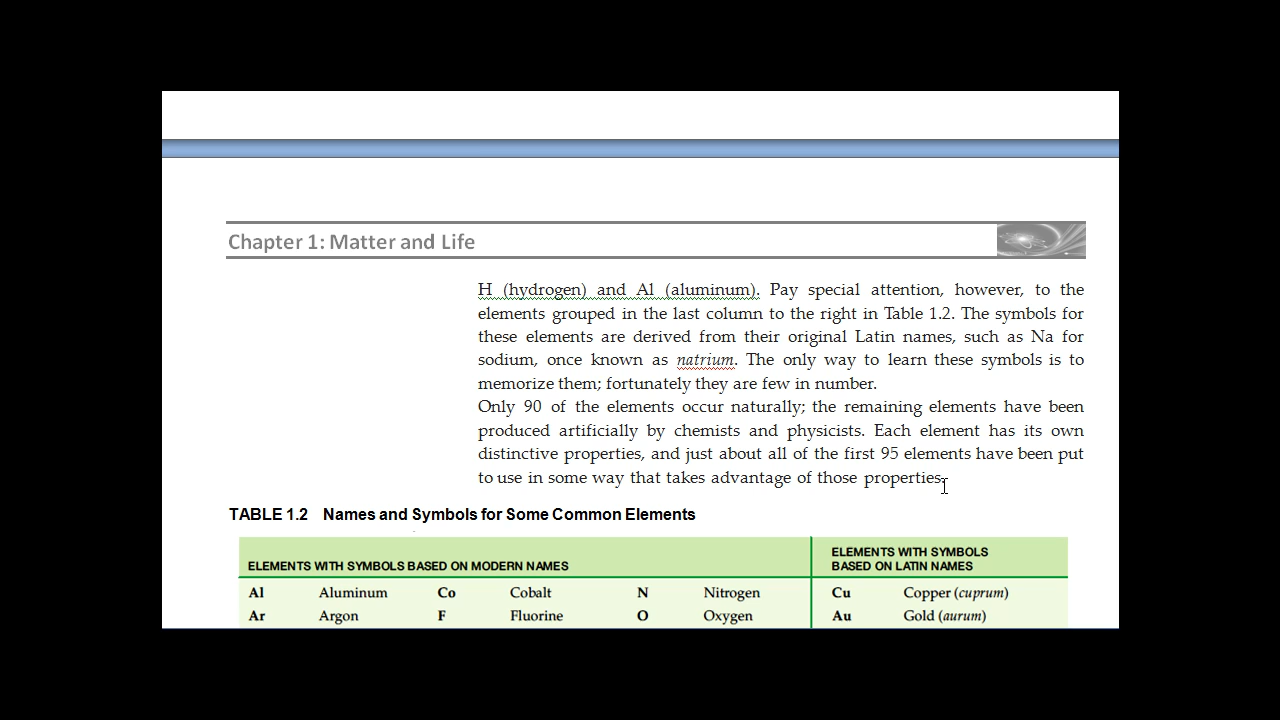 Chapter 1: Matter and Life
H (hydrogen) and Al (aluminum). Pay special attention, however, to the
elements grouped in the last column to the right in Table 1.2. The symbols for
these elements are derived from their original Latin names, such as Na for
sodium, once known as natrium. The only way to learn these symbols is to
memorize them; fortunately they are few in number.
Only 90 of the elements occur naturally; the remaining elements have been
produced artificially by chemists and physicists. Each element has its own
distinctive properties, and just about all of the first 95 elements have been put
to use in some way that takes advantage of those properties.
TABLE 1.2 Names and Symbols for Some Common Elements
ELEMENTS WITH SYMBOLS BASED ON MODERN NAMES
ELEMENTS WITH SYMBOLS
BASED ON LATIN NAMES
Al Aluminum Co Cobalt N Nitrogen Cu Copper (cuprum)
Ar Argon F Fluorine O Oxygen Au Gold (aurum)